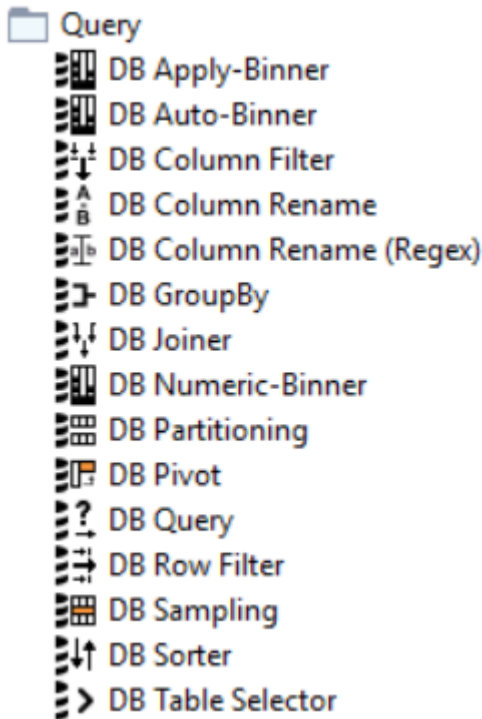 Query
DB Apply-Binner
DB Auto-Binner
DB Column Filter
DB Column Rename
DB Column Rename (Regex)
DB GroupBy
DB Joiner
DB Numeric-Binner
DB Partitioning
DB Pivot
DB Query
DB Row Filter
DB Sampling
DB Sorter
DB Table Selector